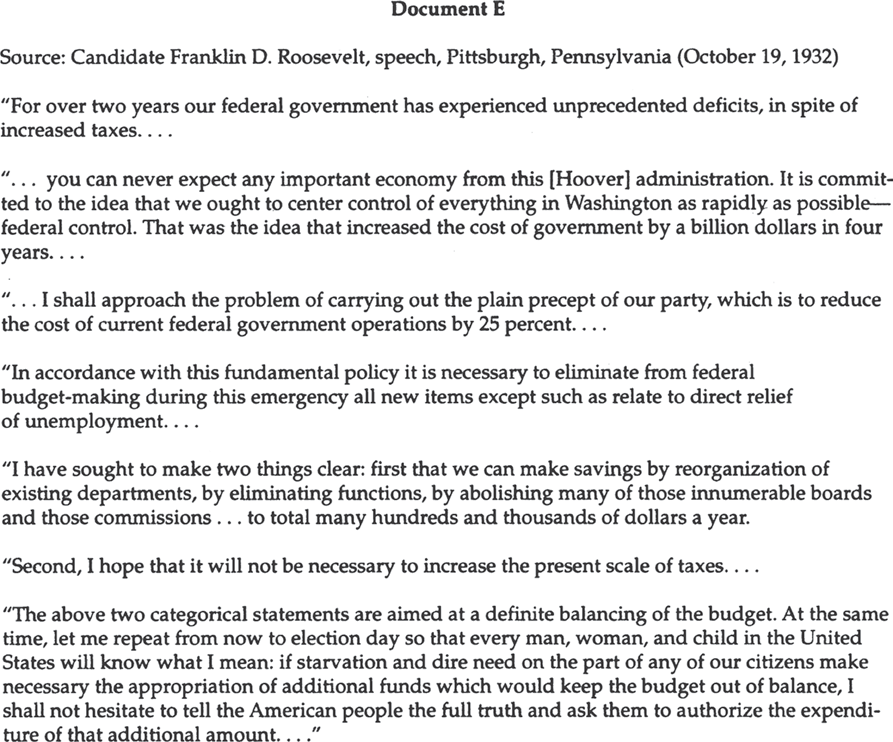 Document E
Source: Candidate Franklin D. Roosevelt, speech, Pittsburgh, Pennsylvania (October 19, 1932)
“For over two years our federal government has experienced unprecedented deficits, in spite of
increased taxes. . . .
“. . . you can never expect any important economy from this [Hoover] administration. It is commit-
ted to the idea that we ought to center control of everything in Washington as rapidly as possible—
federal control. That was the idea that increased the cost of government by a billion dollars in four
years. . . .
“. . . I shall approach the problem of carrying out the plain precept of our party, which is to reduce
the cost of current federal government operations by 25 percent. . . .
“In accordance with this fundamental policy it is necessary to eliminate from federal
budget-making during this emergency all new items except such as relate to direct relief
of unemployment. . . .
“I have sought to make two things clear: first that we can make savings by reorganization of
existing departments, by eliminating functions, by abolishing many of those innumerable boards
and those commissions . . . to total many hundreds and thousands of dollars a year.
“Second, I hope that it will not be necessary to increase the present scale of taxes. . . .
“The above two categorical statements are aimed at a definite balancing of the budget. At the same
time, let me repeat from now to election day so that every man, woman, and child in the United
States will know what I mean: if starvation and dire need on the part of any of our citizens make
necessary the appropriation of additional funds which would keep the budget out of balance, I
shall not hesitate to tell the American people the full truth and ask them to authorize the expendi-
ture of that additional amount. . . .”